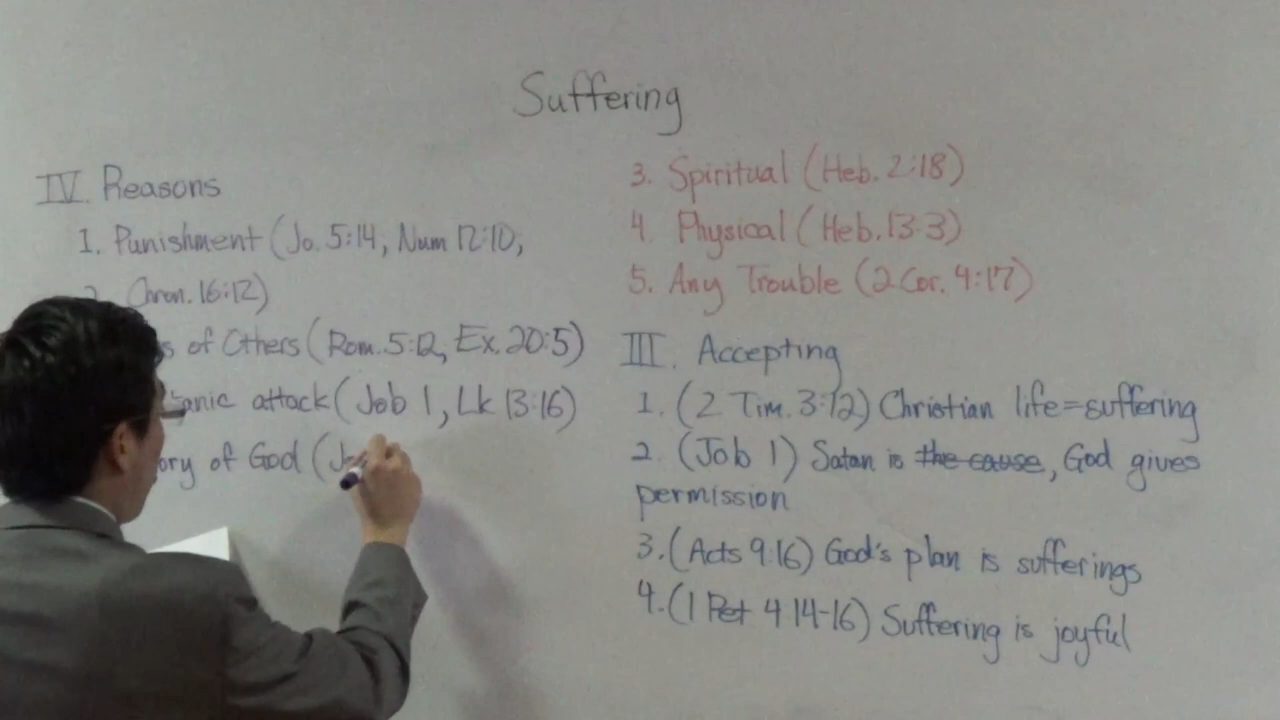 Suffering
IV. Reasons
1. Punishment (Jo. 5:14, Num 12:10,
Chron. 16:12)
of Others (Rom. 5:12, Ex. 20:5)
attack (Job 1, Lk 13:16)
of God (
3. Spiritual (Heb. 2:18)
4. Physical (Heb. 13:3)
5. Any Trouble (2 Cor. 4:17)
III. Accepting
1. (2 Tim. 3:12) Christian life=suffering
2. (Job 1) Satan is the cause, God gives
permission
3. (Acts 9:16) God's plan is sufferings
4. (1 Pet 4:14-16) Suffering is joyful